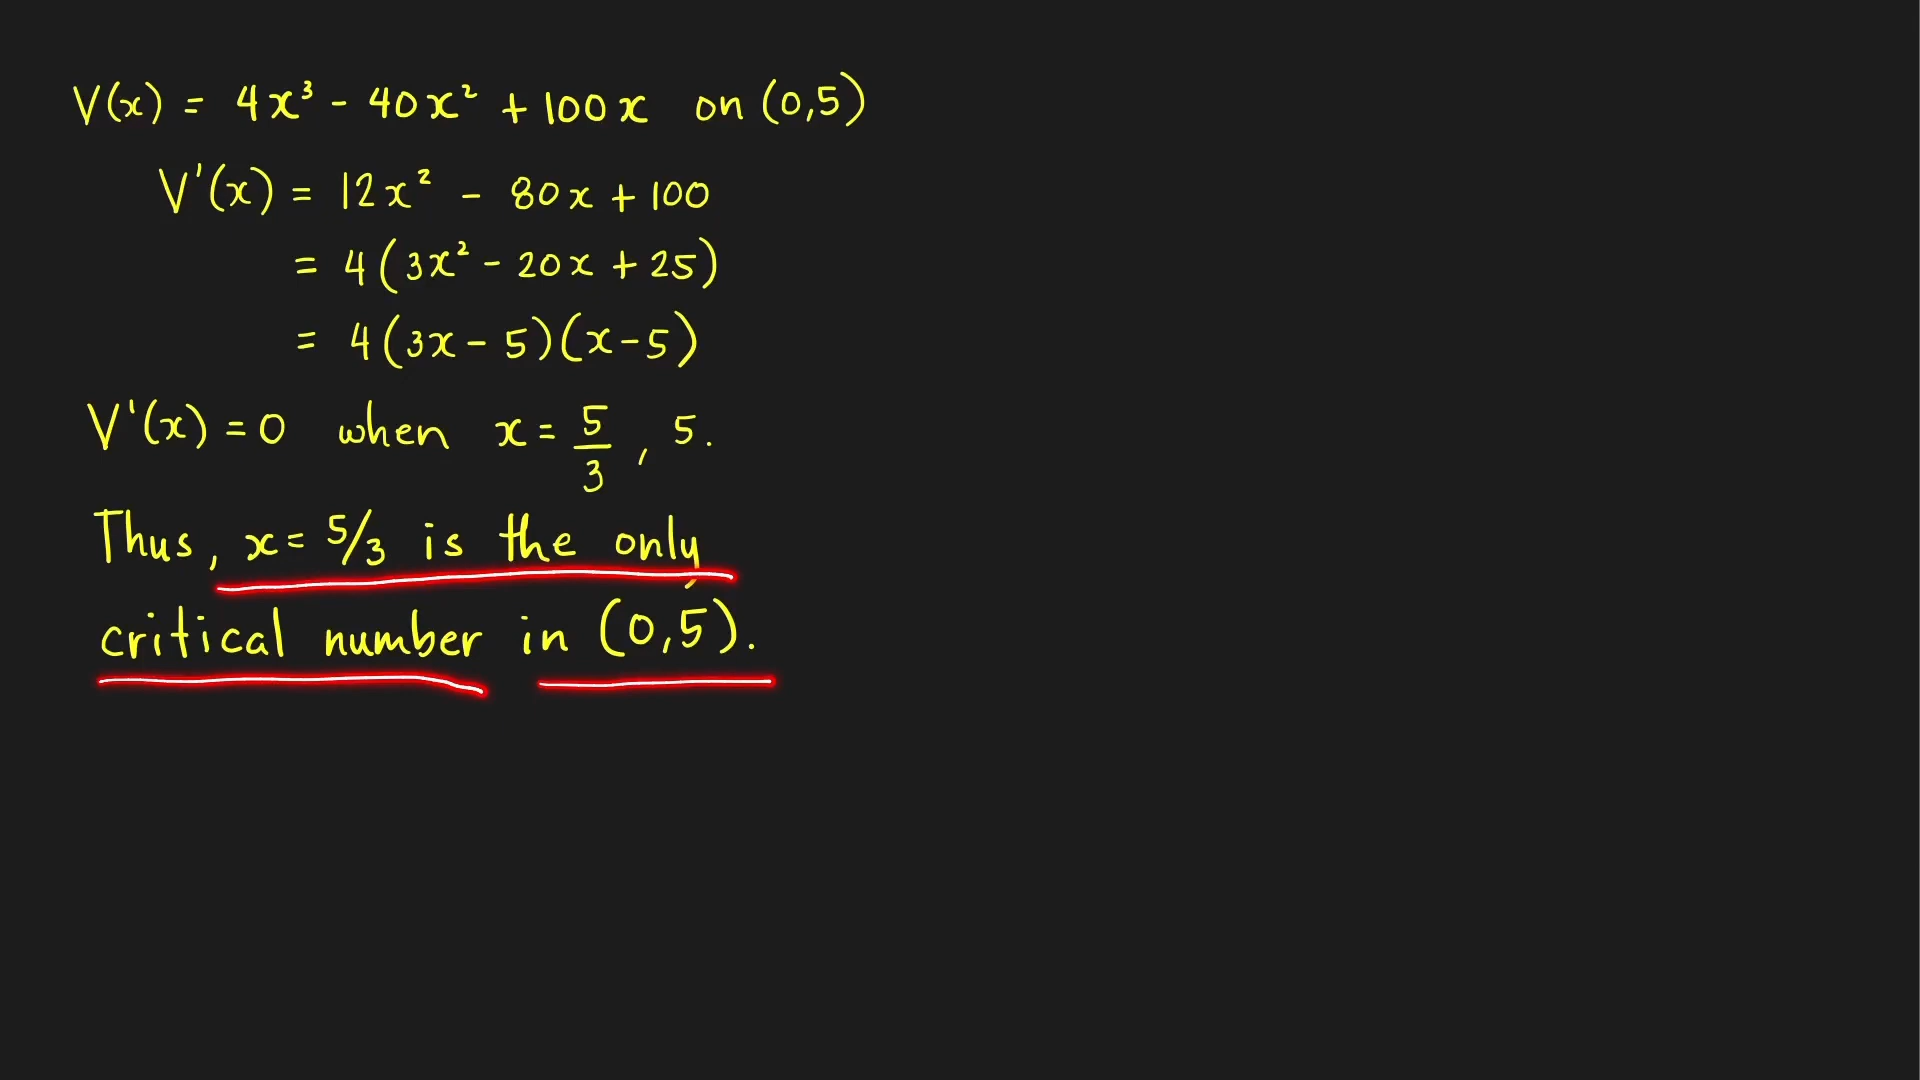 V(x) = 4x³ - 40x² + 100x on (0,5)
V'(x) = 12x² - 80x + 100
= 4(3x² - 20x + 25)
= 4(3x - 5)(x - 5)
V'(x) = 0 when x = 5/3, 5.
Thus, x = 5/3 is the only
critical number in (0,5).